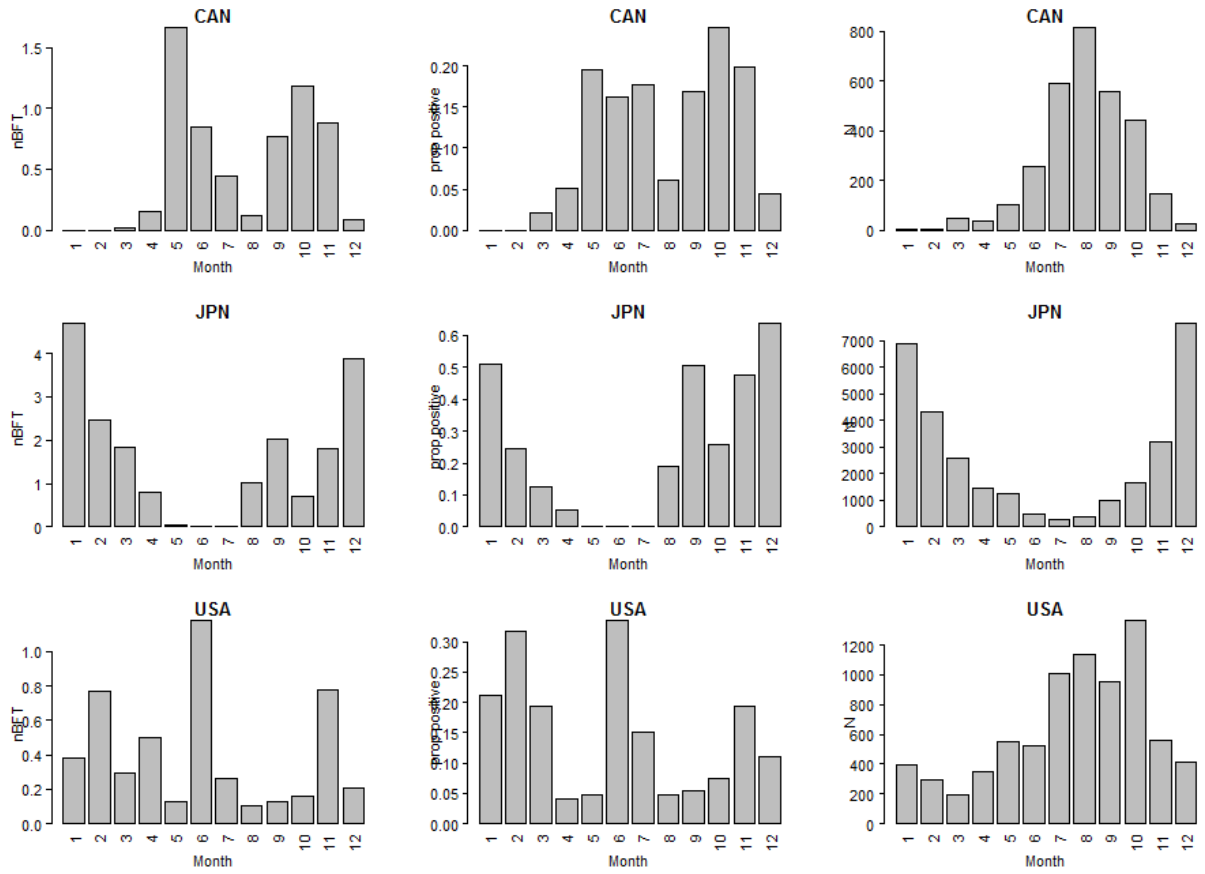 CAN
nBFT
1.5
1.0
0.5
0.0
1 2 3 4 5 6 7 8 9 10 11 12
Month
CAN
prop positive
0.20
0.15
0.10
0.05
0.00
1 2 3 4 5 6 7 8 9 10 11 12
Month
CAN
N
800
600
400
200
0
1 2 3 4 5 6 7 8 9 10 11 12
Month
JPN
nBFT
4
3
2
1
0
1 2 3 4 5 6 7 8 9 10 11 12
Month
JPN
prop positive
0.6
0.5
0.4
0.3
0.2
0.1
0.0
1 2 3 4 5 6 7 8 9 10 11 12
Month
JPN
N
7000
6000
5000
4000
3000
2000
1000
0
1 2 3 4 5 6 7 8 9 10 11 12
Month
USA
nBFT
1.0
0.8
0.6
0.4
0.2
0.0
1 2 3 4 5 6 7 8 9 10 11 12
Month
USA
prop positive
0.30
0.25
0.20
0.15
0.10
0.05
0.00
1 2 3 4 5 6 7 8 9 10 11 12
Month
USA
N
1200
1000
800
600
400
200
0
1 2 3 4 5 6 7 8 9 10 11 12
Month